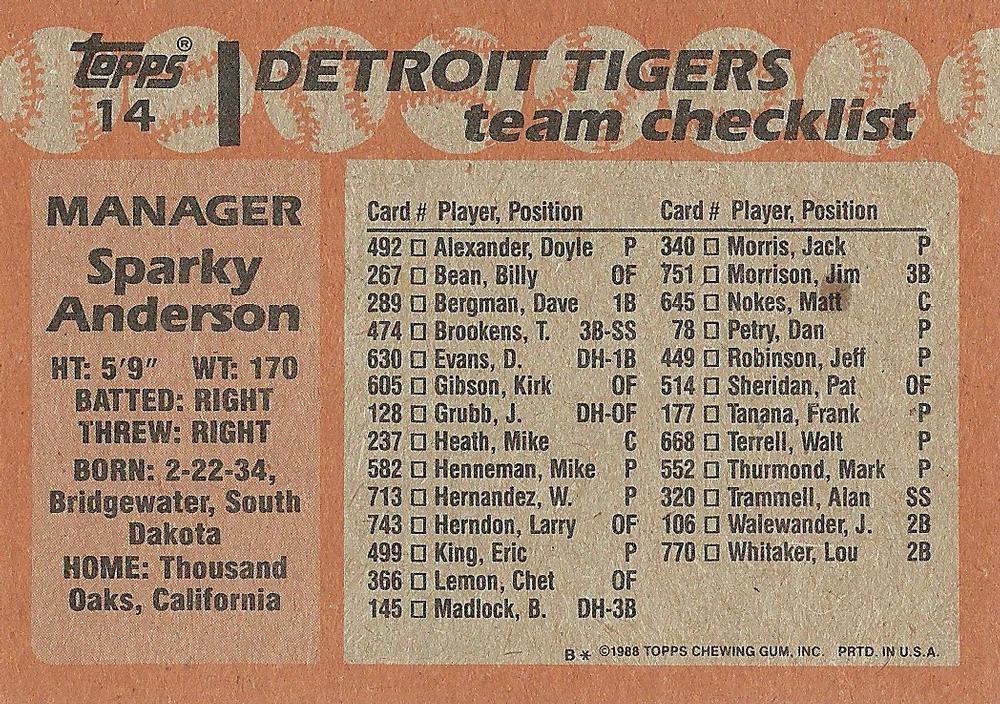 topps®
14
DETROIT TIGERS
team checklist
MANAGER
Sparky
Anderson
HT: 5'9" WT: 170
BATTED: RIGHT
THREW: RIGHT
BORN: 2-22-34,
Bridgewater, South
Dakota
HOME: Thousand
Oaks, California
Card # Player, Position
492 □ Alexander, Doyle P
267 □ Bean, Billy OF
289 □ Bergman, Dave 1B
474 □ Brookens, T. 3B-SS
630 □ Evans, D. DH-1B
605 □ Gibson, Kirk OF
128 □ Grubb, J. DH-OF
237 □ Heath, Mike C
582 □ Henneman, Mike P
713 □ Hernandez, W. P
743 □ Herndon, Larry OF
499 □ King, Eric P
366 □ Lemon, Chet OF
145 □ Madlock, B. DH-3B
Card # Player, Position
340 □ Morris, Jack P
751 □ Morrison, Jim 3B
645 □ Nokes, Matt C
78 □ Petry, Dan P
449 □ Robinson, Jeff P
514 □ Sheridan, Pat OF
177 □ Tanana, Frank P
668 □ Terrell, Walt P
552 □ Thurmond, Mark P
320 □ Trammell, Alan SS
106 □ Walewander, J. 2B
770 □ Whitaker, Lou 2B
B* ©1988 TOPPS CHEWING GUM, INC. PRTD. IN U.S.A.